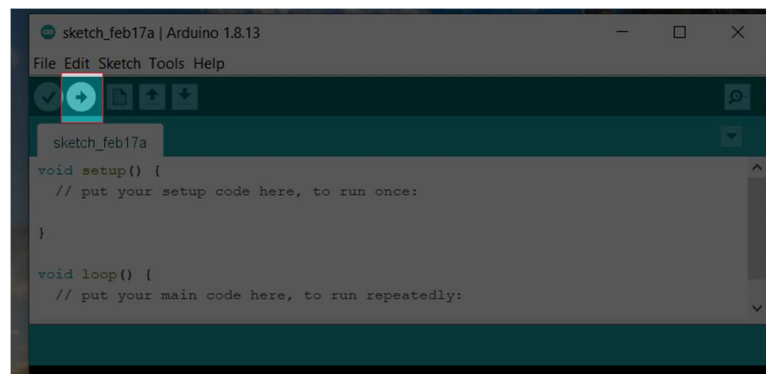 sketch_feb17a | Arduino 1.8.13
File Edit Sketch Tools Help
sketch_feb17a
void setup() {
  // put your setup code here, to run once:
}
void loop() {
  // put your main code here, to run repeatedly: